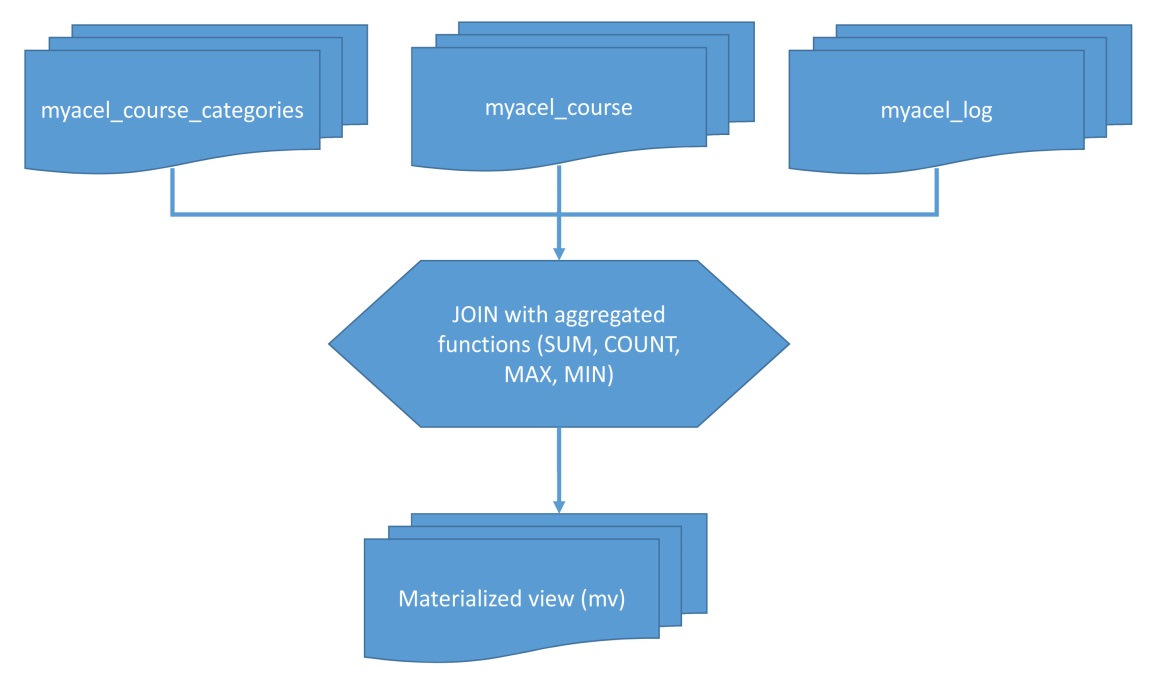 myacel_course_categories
myacel_course
myacel_log
JOIN with aggregated
functions (SUM, COUNT,
MAX, MIN)
Materialized view (mv)